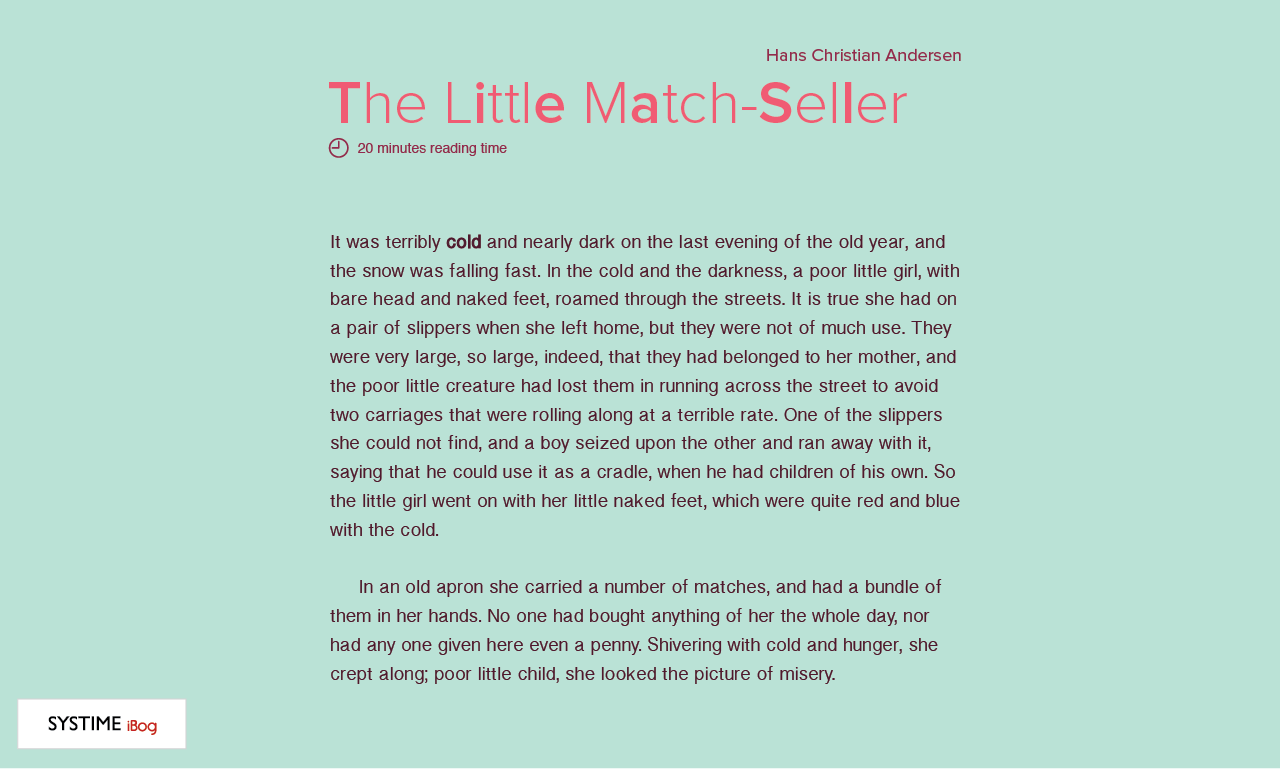 Hans Christian Andersen
The Little Match-Seller
20 minutes reading time
It was terribly cold and nearly dark on the last evening of the old year, and
the snow was falling fast. In the cold and the darkness, a poor little girl, with
bare head and naked feet, roamed through the streets. It is true she had on
a pair of slippers when she left home, but they were not of much use. They
were very large, so large, indeed, that they had belonged to her mother, and
the poor little creature had lost them in running across the street to avoid
two carriages that were rolling along at a terrible rate. One of the slippers
she could not find, and a boy seized upon the other and ran away with it,
saying that he could use it as a cradle, when he had children of his own. So
the little girl went on with her little naked feet, which were quite red and blue
with the cold.
In an old apron she carried a number of matches, and had a bundle of
them in her hands. No one had bought anything of her the whole day, nor
had any one given here even a penny. Shivering with cold and hunger, she
crept along; poor little child, she looked the picture of misery.
SYSTIME iBog